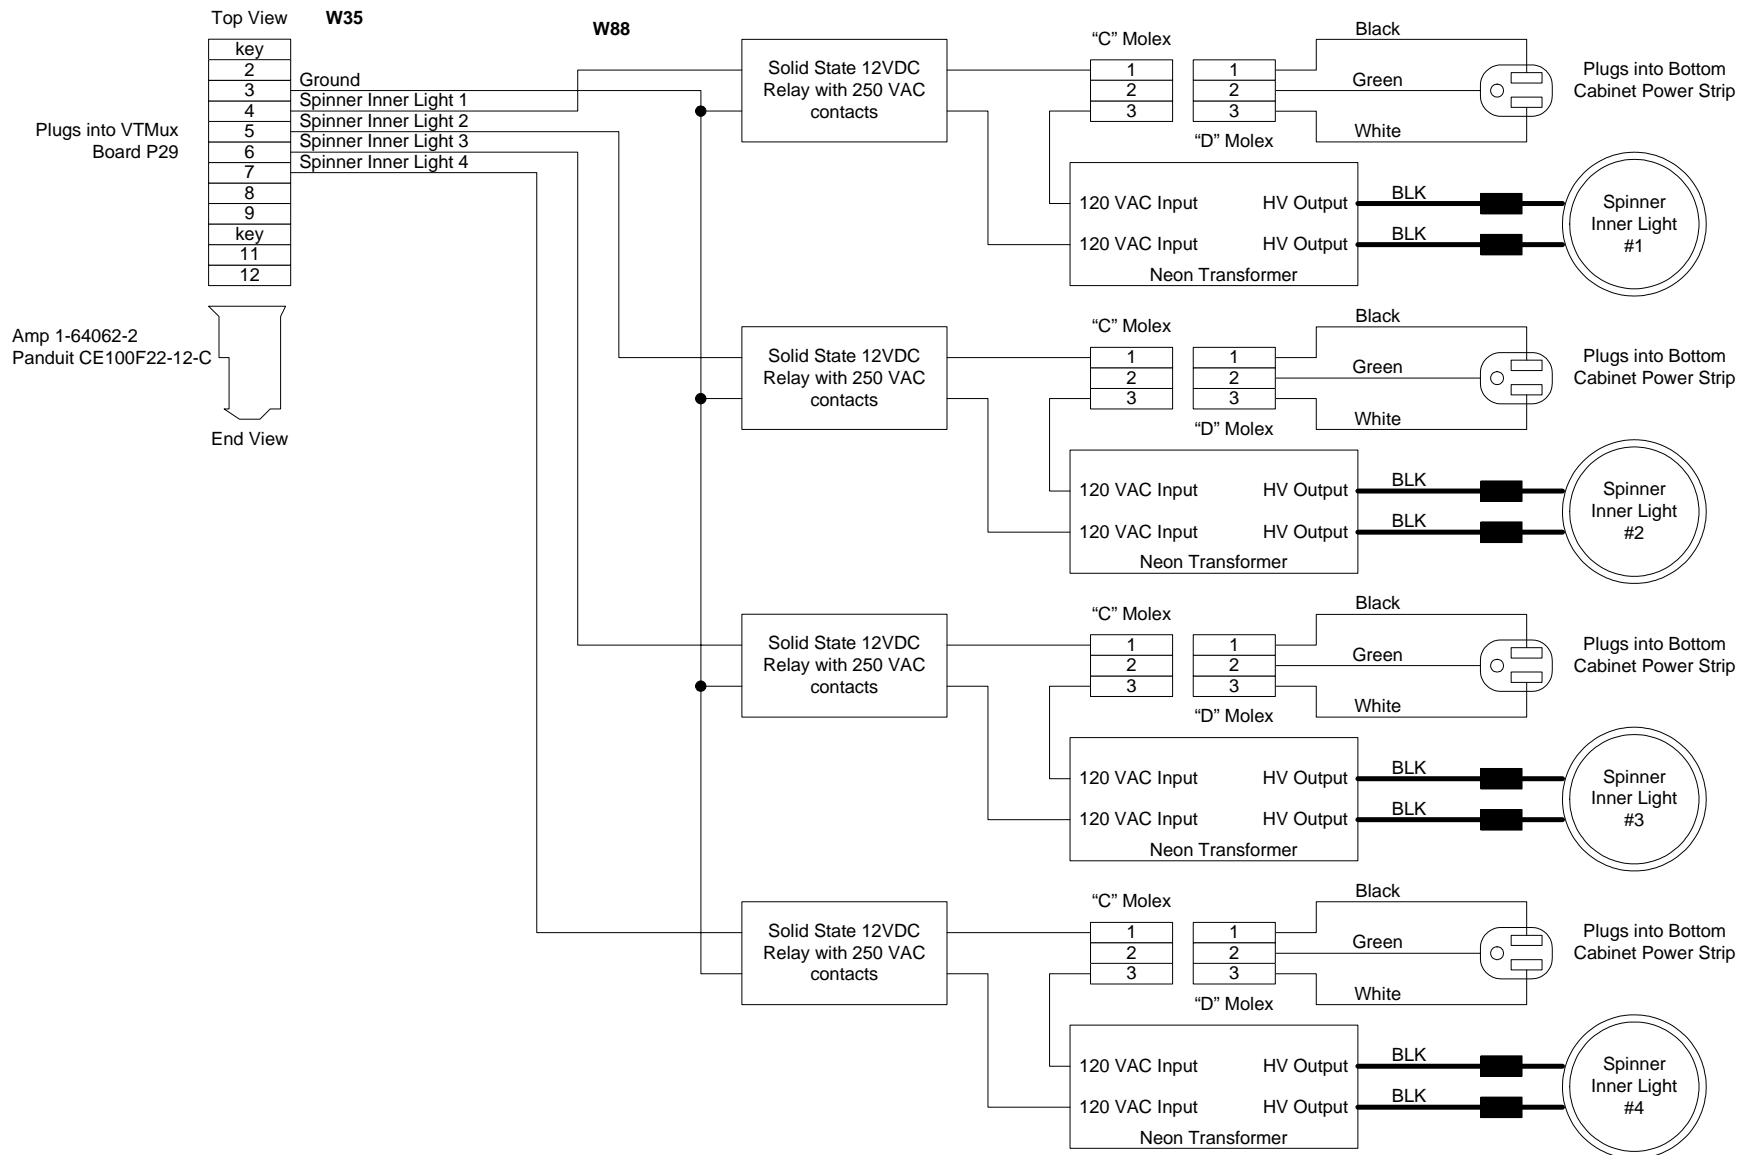 Top View
W35
W88
key
2
3
4
5
6
7
8
9
key
11
12
Ground
Spinner Inner Light 1
Spinner Inner Light 2
Spinner Inner Light 3
Spinner Inner Light 4
Plugs into VTMux
Board P29
Amp 1-64062-2
Panduit CE100F22-12-C
End View
Solid State 12VDC
Relay with 250 VAC
contacts
“C” Molex
1
2
3
1
2
3
“D” Molex
Black
Green
White
Plugs into Bottom
Cabinet Power Strip
120 VAC Input
HV Output
120 VAC Input
HV Output
Neon Transformer
BLK
BLK
Spinner
Inner Light
#1
Solid State 12VDC
Relay with 250 VAC
contacts
“C” Molex
1
2
3
1
2
3
“D” Molex
Black
Green
White
Plugs into Bottom
Cabinet Power Strip
120 VAC Input
HV Output
120 VAC Input
HV Output
Neon Transformer
BLK
BLK
Spinner
Inner Light
#2
Solid State 12VDC
Relay with 250 VAC
contacts
“C” Molex
1
2
3
1
2
3
“D” Molex
Black
Green
White
Plugs into Bottom
Cabinet Power Strip
120 VAC Input
HV Output
120 VAC Input
HV Output
Neon Transformer
BLK
BLK
Spinner
Inner Light
#3
Solid State 12VDC
Relay with 250 VAC
contacts
“C” Molex
1
2
3
1
2
3
“D” Molex
Black
Green
White
Plugs into Bottom
Cabinet Power Strip
120 VAC Input
HV Output
120 VAC Input
HV Output
Neon Transformer
BLK
BLK
Spinner
Inner Light
#4